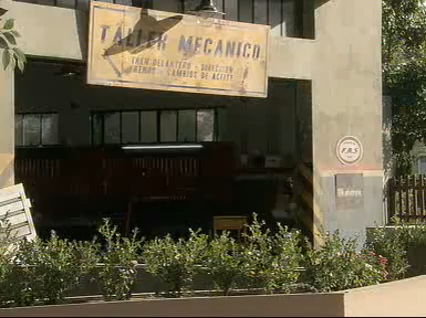 TALLER MECANICO
TREN DELANTERO - DIRECCION
FRENOS - CAMBIOS DE ACEITE
F.R.S